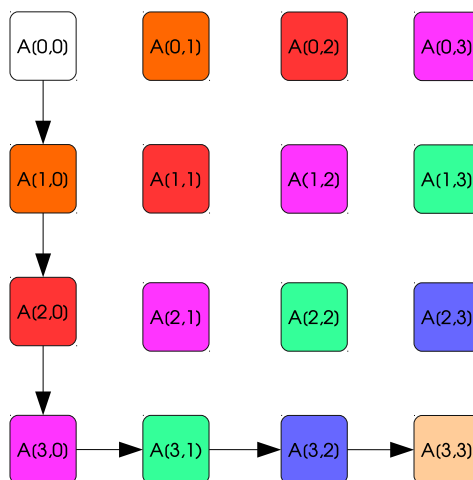 A(0,0) A(0,1) A(0,2) A(0,3)
A(1,0) A(1,1) A(1,2) A(1,3)
A(2,0) A(2,1) A(2,2) A(2,3)
A(3,0) A(3,1) A(3,2) A(3,3)